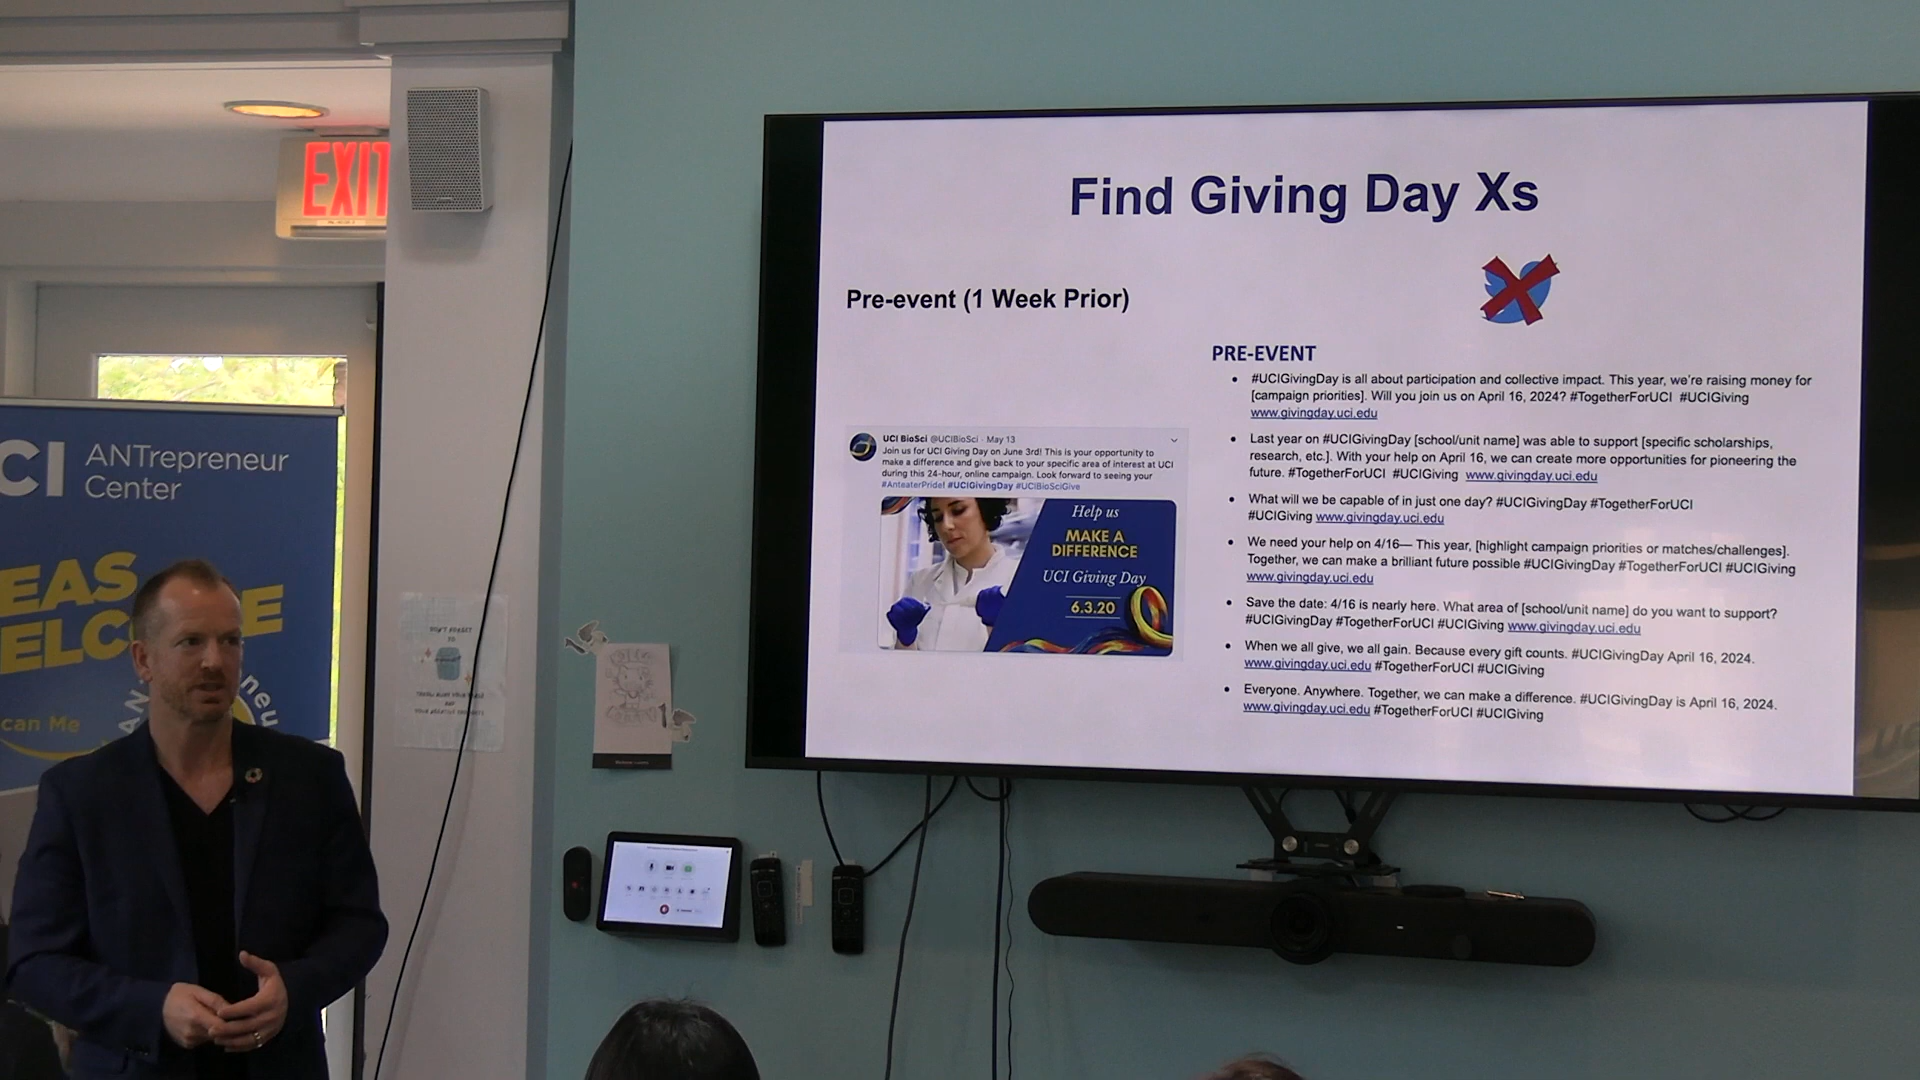 EXIT
CI ANTrepreneur
Center
EAS
ELCOME
can Me
Find Giving Day Xs
Pre-event (1 Week Prior)
UCI BioSci @UCIBioSci · May 13
Join us for UCI Giving Day on June 3rd! This is your opportunity to
make a difference and give back to your specific area of interest at UCI
during this 24-hour, online campaign. Look forward to seeing your
#AnteaterPride! #UCIGivingDay #UCIBioSciGive
Help us
MAKE A
DIFFERENCE
UCI Giving Day
6.3.20
PRE-EVENT
• #UCIGivingDay is all about participation and collective impact. This year, we're raising money for
[campaign priorities]. Will you join us on April 16, 2024? #TogetherForUCI #UCIGiving
www.givingday.uci.edu
• Last year on #UCIGivingDay [school/unit name] was able to support [specific scholarships,
research, etc.]. With your help on April 16, we can create more opportunities for pioneering the
future. #TogetherForUCI #UCIGiving www.givingday.uci.edu
• What will we be capable of in just one day? #UCIGivingDay #TogetherForUCI
#UCIGiving www.givingday.uci.edu
• We need your help on 4/16— This year, [highlight campaign priorities or matches/challenges].
Together, we can make a brilliant future possible #UCIGivingDay #TogetherForUCI #UCIGiving
www.givingday.uci.edu
• Save the date: 4/16 is nearly here. What area of [school/unit name] do you want to support?
#UCIGivingDay #TogetherForUCI #UCIGiving www.givingday.uci.edu
• When we all give, we all gain. Because every gift counts. #UCIGivingDay April 16, 2024.
www.givingday.uci.edu #TogetherForUCI #UCIGiving
• Everyone. Anywhere. Together, we can make a difference. #UCIGivingDay is April 16, 2024.
www.givingday.uci.edu #TogetherForUCI #UCIGiving